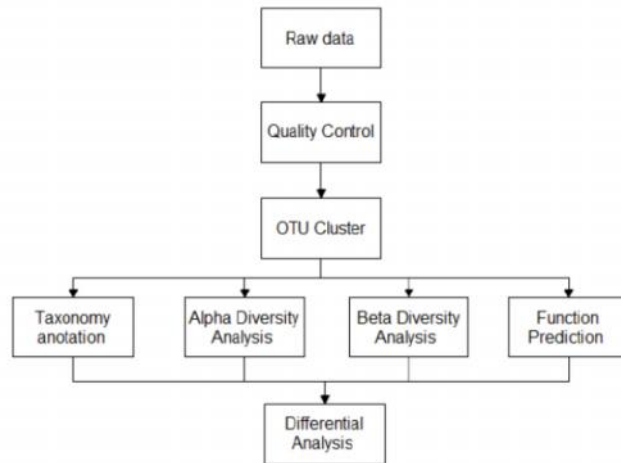 Raw data
Quality Control
OTU Cluster
Taxonomy
anotation
Alpha Diversity
Analysis
Beta Diversity
Analysis
Function
Prediction
Differential
Analysis